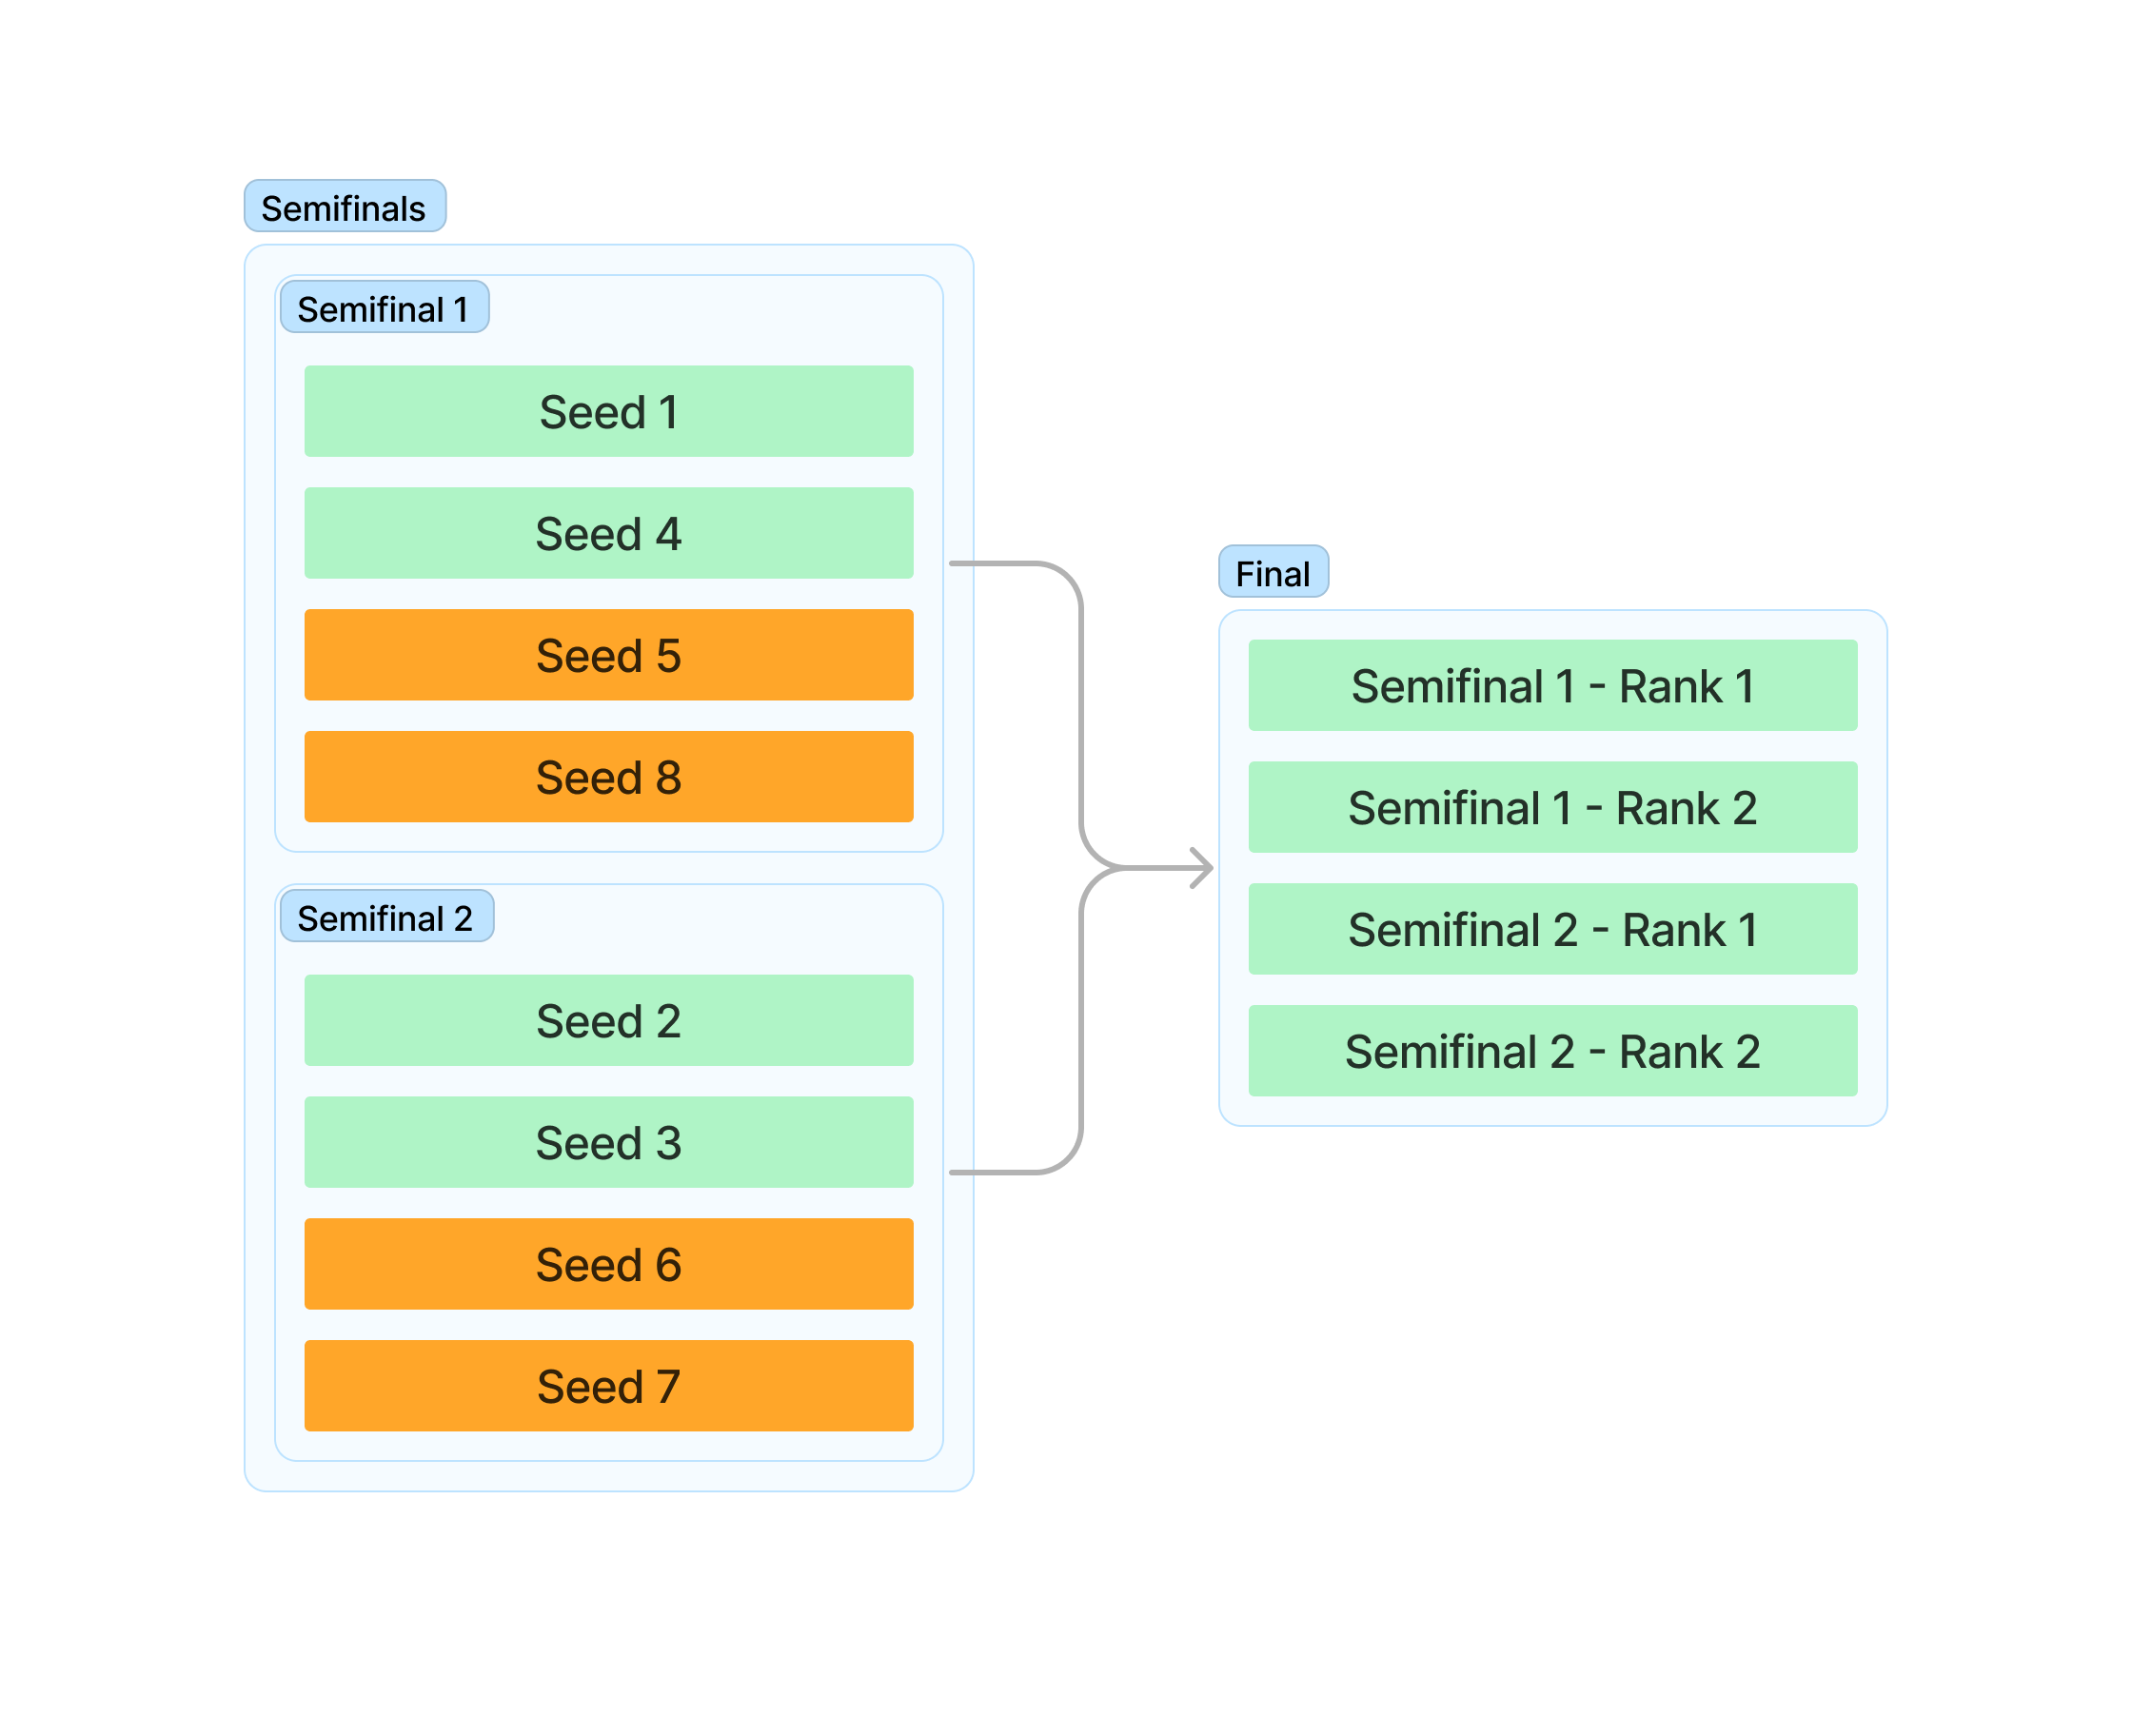 Semifinals
Semifinal 1
Seed 1
Seed 4
Seed 5
Seed 8
Semifinal 2
Seed 2
Seed 3
Seed 6
Seed 7
Final
Semifinal 1 - Rank 1
Semifinal 1 - Rank 2
Semifinal 2 - Rank 1
Semifinal 2 - Rank 2